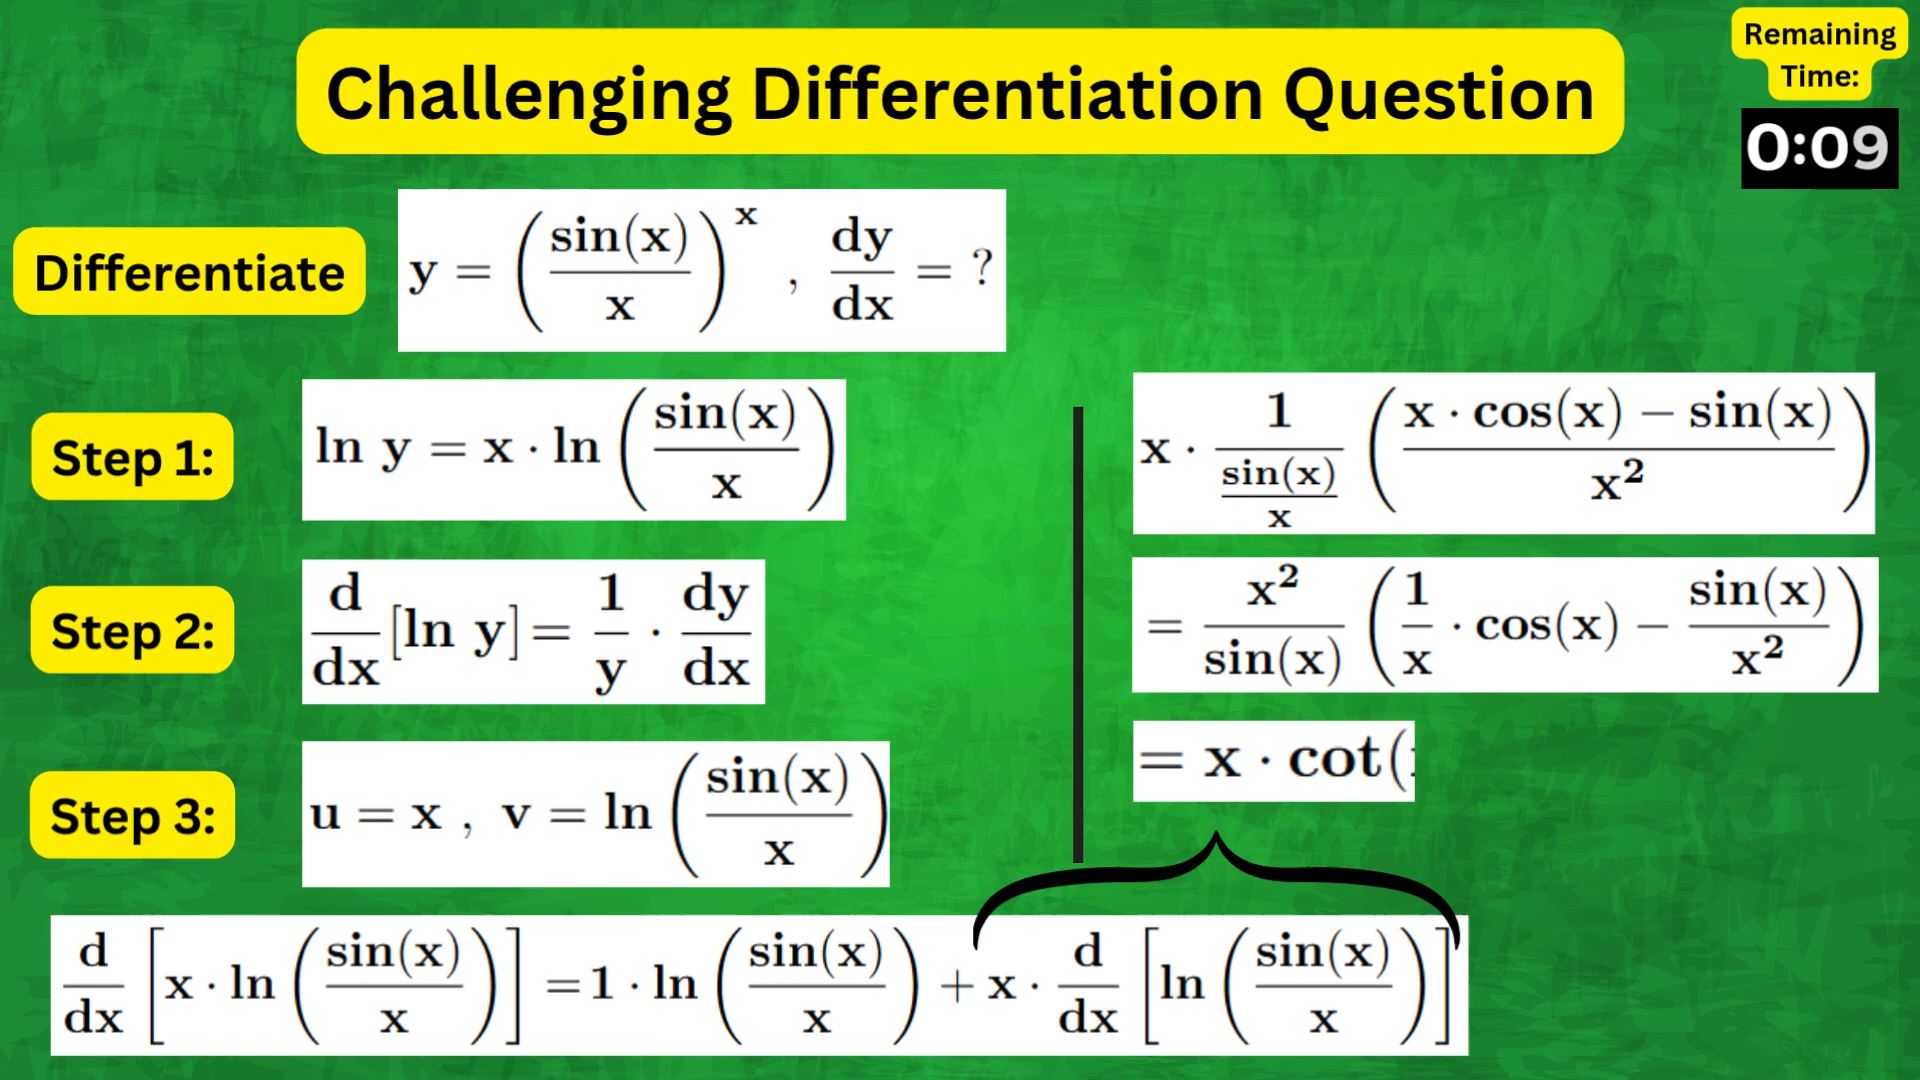 Challenging Differentiation Question
Remaining
Time:
0:09
Differentiate
y = (sin(x)/x)^x , dy/dx = ?
Step 1:
ln y = x · ln (sin(x)/x)
Step 2:
d/dx [ln y] = 1/y · dy/dx
Step 3:
u = x , v = ln (sin(x)/x)
d/dx [x · ln (sin(x)/x)] = 1 · ln (sin(x)/x) + x · d/dx [ln (sin(x)/x)]
x · 1/(sin(x)/x) ((x · cos(x) − sin(x))/x²)
= x²/sin(x) (1/x · cos(x) − sin(x)/x²)
= x · cot(